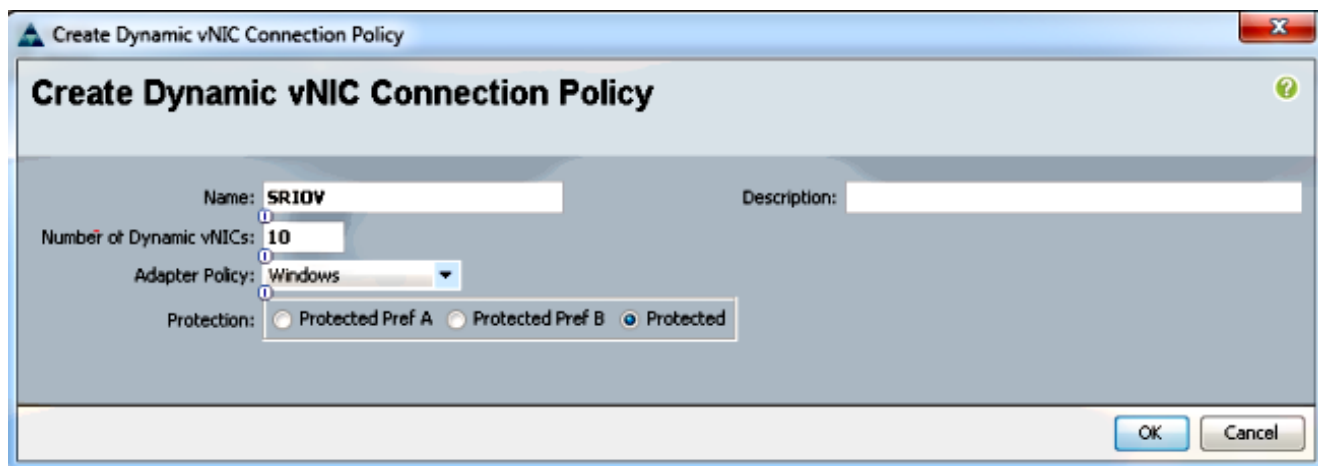 Create Dynamic vNIC Connection Policy
Create Dynamic vNIC Connection Policy
Name: SRIOV Description:
Number of Dynamic vNICs: 10
Adapter Policy: Windows
Protection: Protected Pref A Protected Pref B Protected
OK Cancel